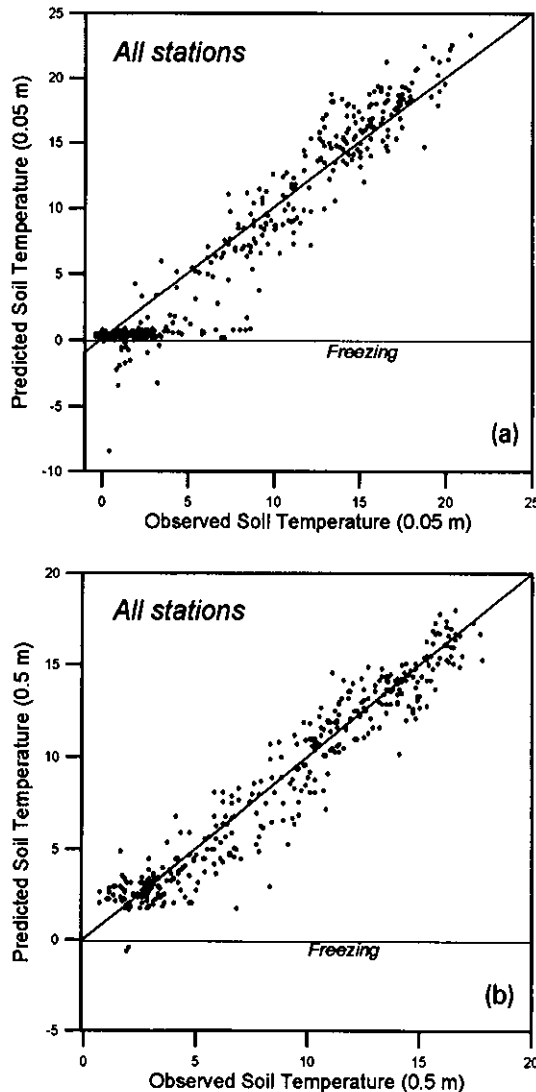 25
All stations
20
15
10
5
0
Freezing
-5
(a)
-10
0
5
10
15
20
25
Predicted Soil Temperature (0.05 m)
Observed Soil Temperature (0.05 m)
20
All stations
15
10
5
0
Freezing
(b)
-5
0
5
10
15
20
Predicted Soil Temperature (0.5 m)
Observed Soil Temperature (0.5 m)